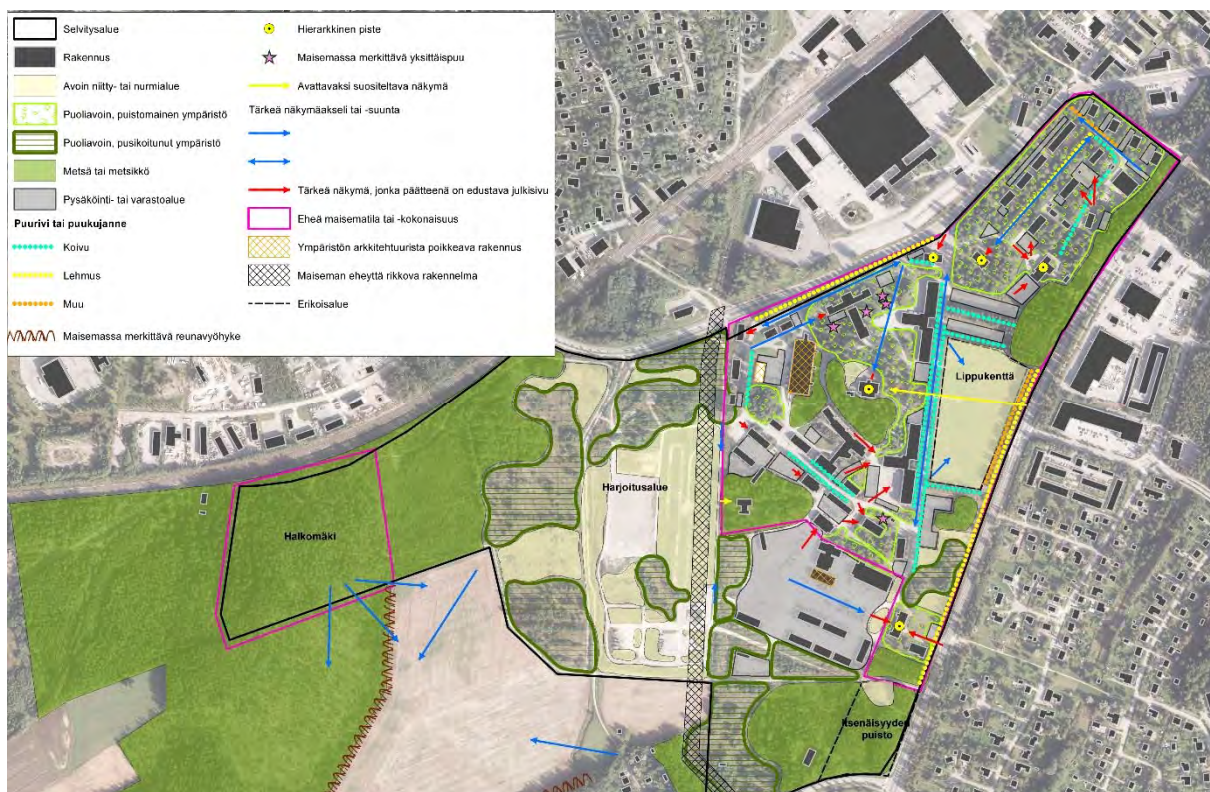 Selvitysalue
Rakennus
Avoin niitty- tai nurmialue
Puoliavoin, puistomainen ympäristö
Puoliavoin, pusikoitunut ympäristö
Metsä tai metsikkö
Pysäköinti- ja varastoalue
Puurivi tai puukujanne
Koivu
Lehmus
Muu
Maisemassa merkittävä reunavyöhyke
Hierarkkinen piste
Maisemassa merkittävä yksittäispuu
Avattavaksi suositeltava näkymä
Tärkeä näkymäakseli tai -suunta
Tärkeä näkymä, jonka päätteenä on edustava julkisivu
Eheä maisematila tai -kokonaisuus
Ympäristön arkkitehtuurista poikkeava rakennus
Maiseman eheyttä rikkova rakennelma
Erikoisalue
Lippukenttä
Harjoitusalue
Halkomäki
Itsenäisyyden
puisto